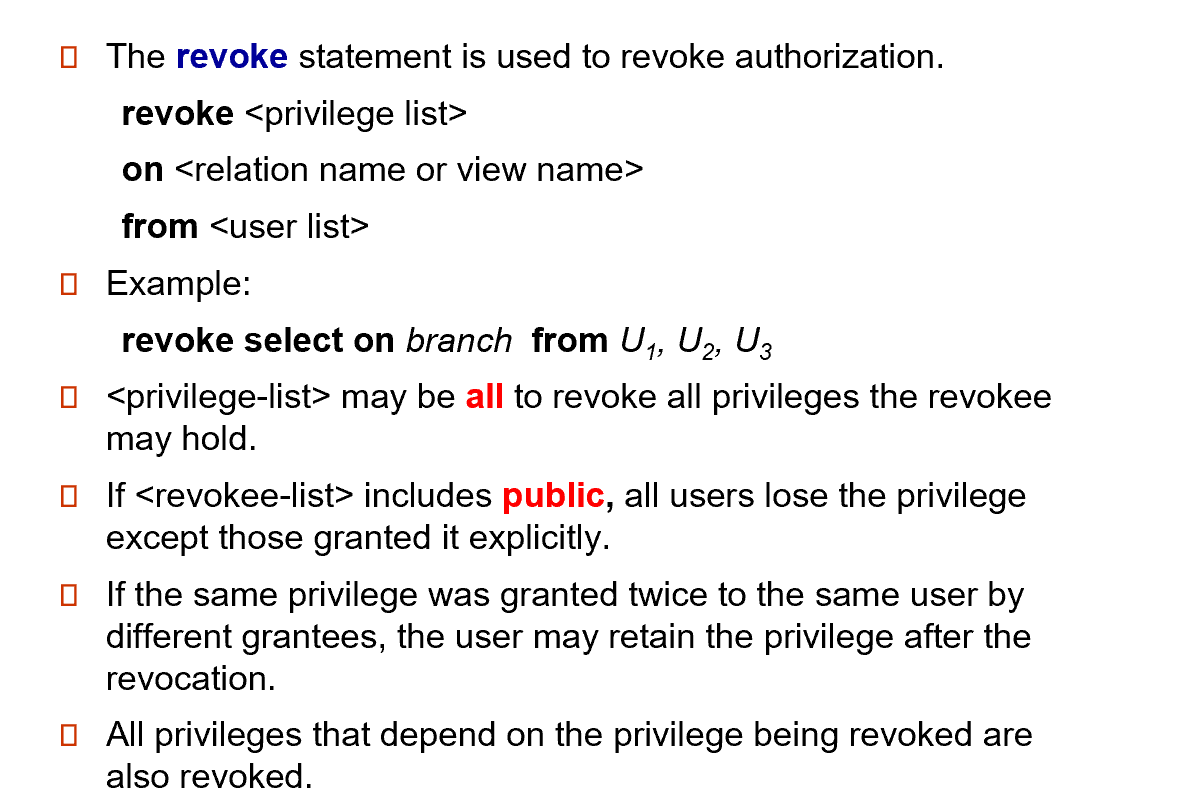 The revoke statement is used to revoke authorization.
revoke <privilege list>
on <relation name or view name>
from <user list>
Example:
revoke select on branch from U1, U2, U3
<privilege-list> may be all to revoke all privileges the revokee
may hold.
If <revokee-list> includes public, all users lose the privilege
except those granted it explicitly.
If the same privilege was granted twice to the same user by
different grantees, the user may retain the privilege after the
revocation.
All privileges that depend on the privilege being revoked are
also revoked.